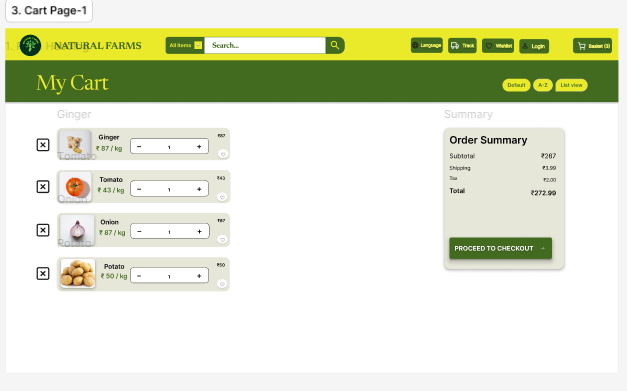 3. Cart Page-1
NATURAL FARMS
All Items
Search...
Language
Track
Wishlist
Login
Basket (3)
My Cart
Default
A-Z
List view
Ginger
Summary
Ginger
₹ 87 / kg
- 1 +
₹87
Tomato
Tomato
₹ 43 / kg
- 1 +
₹43
Onion
Onion
₹ 87 / kg
- 1 +
₹87
Potato
Potato
₹ 50 / kg
- 1 +
₹50
Order Summary
Subtotal ₹267
Shipping ₹3.99
Tax ₹2.00
Total ₹272.99
PROCEED TO CHECKOUT →